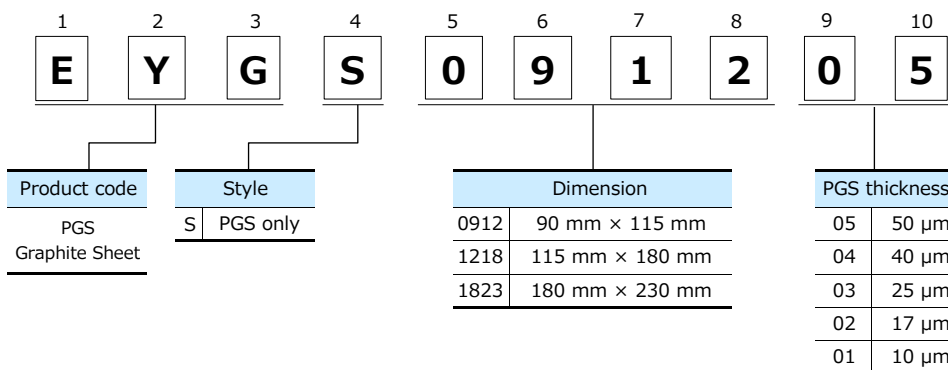 1 2 3 4 5 6 7 8 9 10
E Y G S 0 9 1 2 0 5
Product code
PGS
Graphite Sheet
Style
S PGS only
Dimension
0912 90 mm × 115 mm
1218 115 mm × 180 mm
1823 180 mm × 230 mm
PGS thickness
05 50 μm
04 40 μm
03 25 μm
02 17 μm
01 10 μm